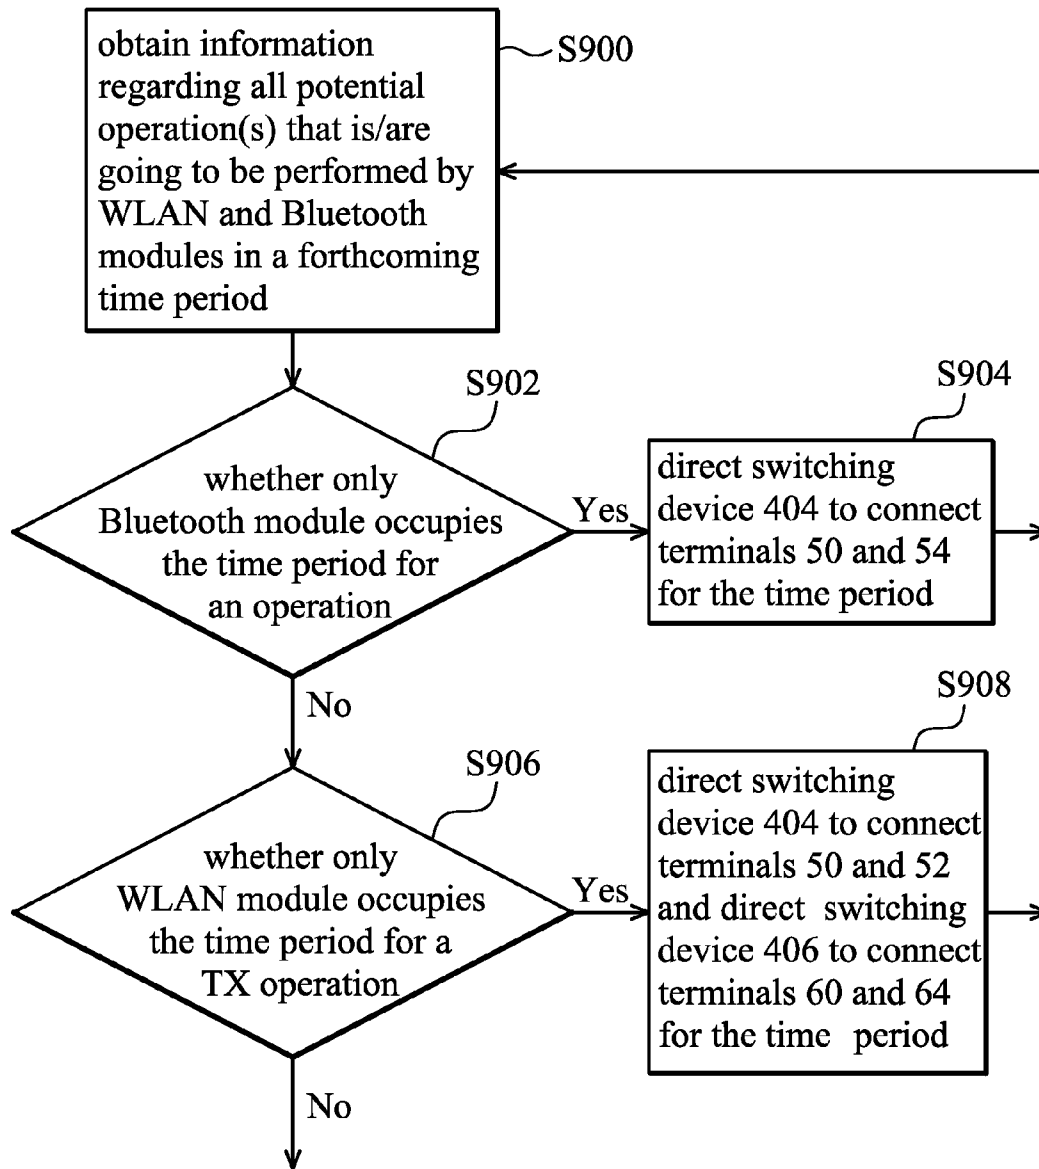 obtain information
regarding all potential
operation(s) that is/are
going to be performed by
WLAN and Bluetooth
modules in a forthcoming
time period
S900
S902
whether only
Bluetooth module occupies
the time period for
an operation
Yes
No
S904
direct switching
device 404 to connect
terminals 50 and 54
for the time period
S906
whether only
WLAN module occupies
the time period for a
TX operation
Yes
No
S908
direct switching
device 404 to connect
terminals 50 and 52
and direct switching
device 406 to connect
terminals 60 and 64
for the time period